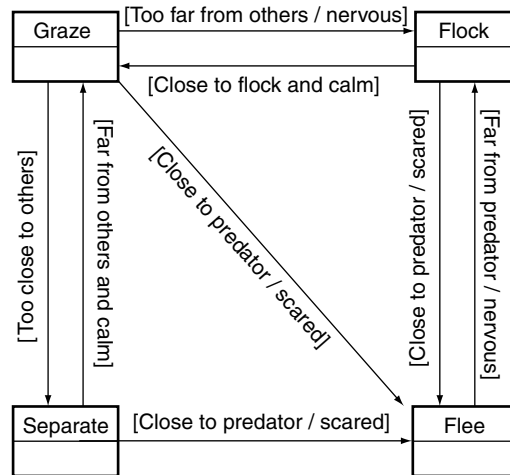 Graze
[Too far from others / nervous]
Flock
[Close to flock and calm]
[Too close to others]
[Far from others and calm]
[Close to predator / scared]
[Close to predator / scared]
[Far from predator / nervous]
Separate
[Close to predator / scared]
Flee